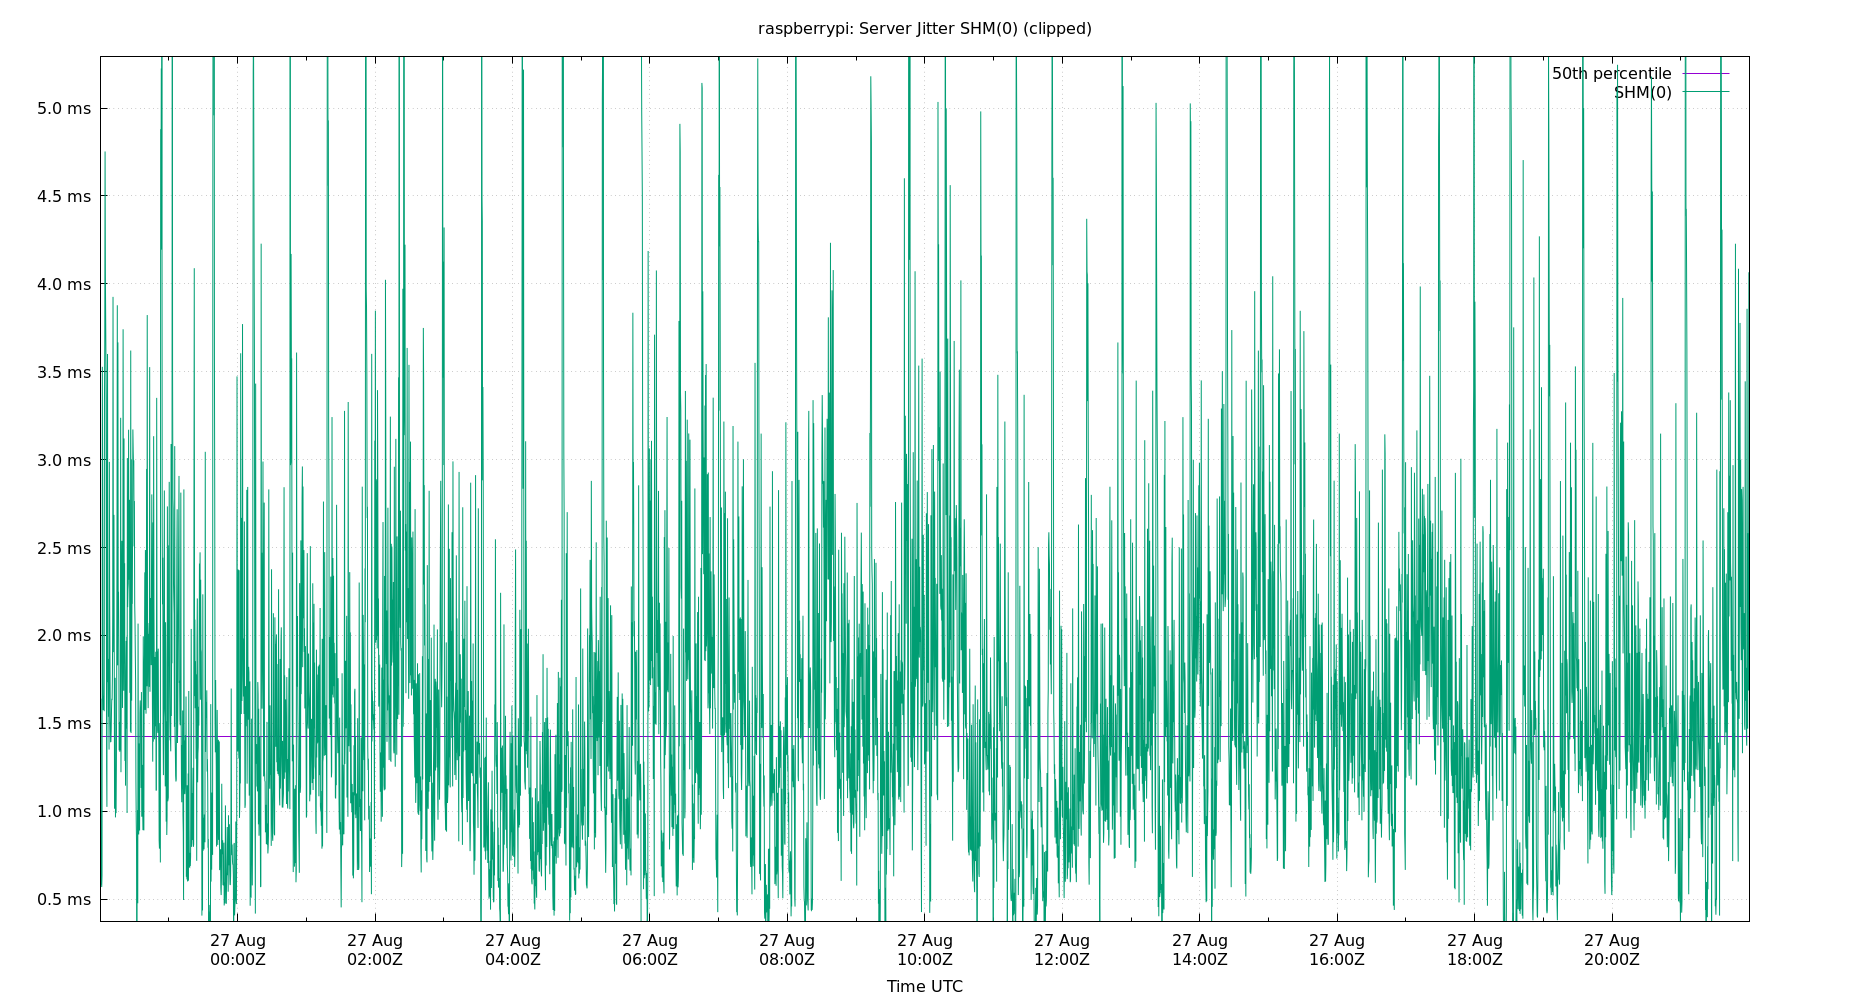 raspberrypi: Server Jitter SHM(0) (clipped)
50th percentile
SHM(0)
5.0 ms
4.5 ms
4.0 ms
3.5 ms
3.0 ms
2.5 ms
2.0 ms
1.5 ms
1.0 ms
0.5 ms
27 Aug 27 Aug 27 Aug 27 Aug 27 Aug 27 Aug 27 Aug 27 Aug 27 Aug 27 Aug 27 Aug
00:00Z 02:00Z 04:00Z 06:00Z 08:00Z 10:00Z 12:00Z 14:00Z 16:00Z 18:00Z 20:00Z
Time UTC